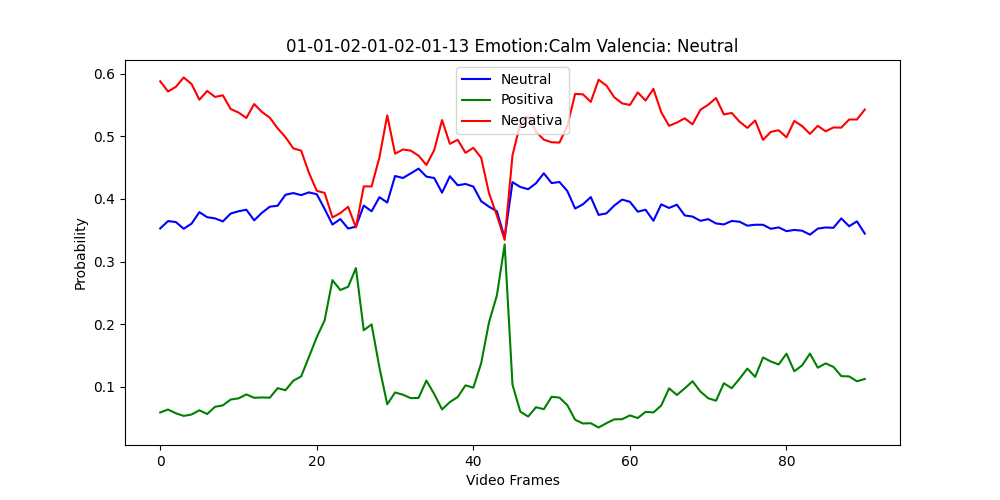 01-01-02-01-02-01-13 Emotion:Calm Valencia: Neutral
Neutral
Positiva
Negativa
Probability
0.6
0.5
0.4
0.3
0.2
0.1
0 20 40 60 80
Video Frames